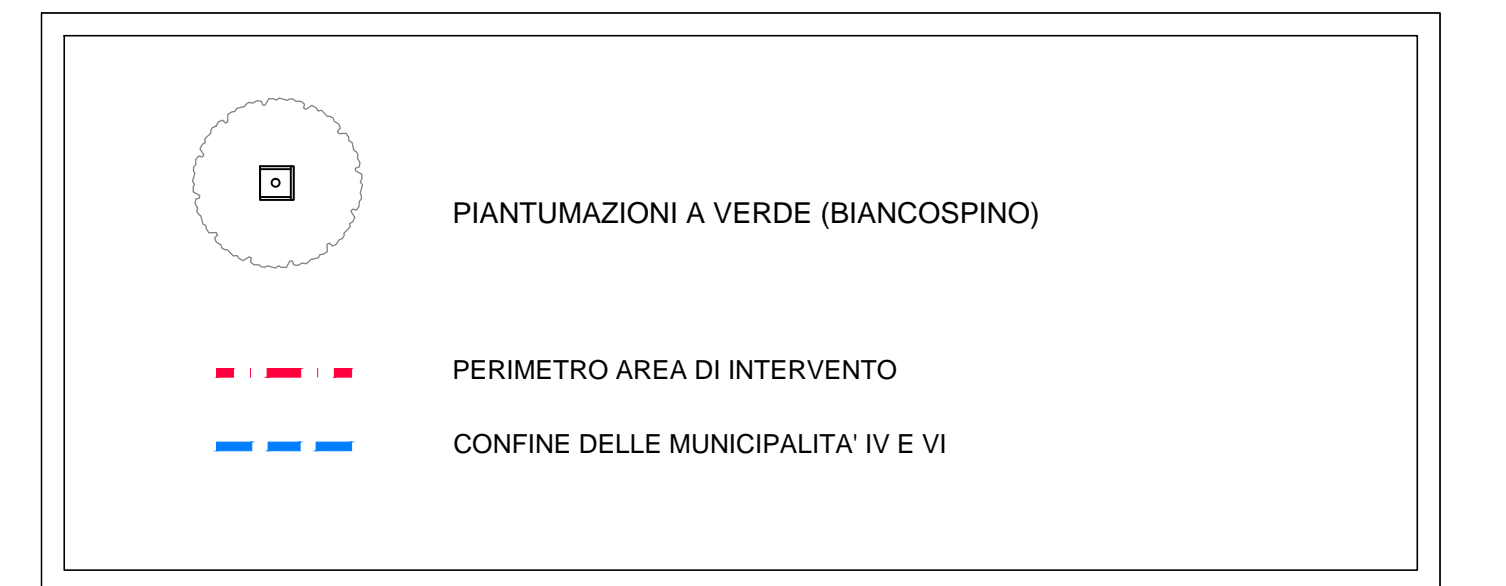 PIANTUMAZIONI A VERDE (BIANCOSPINO)
PERIMETRO AREA DI INTERVENTO
CONFINE DELLE MUNICIPALITA' IV E VI